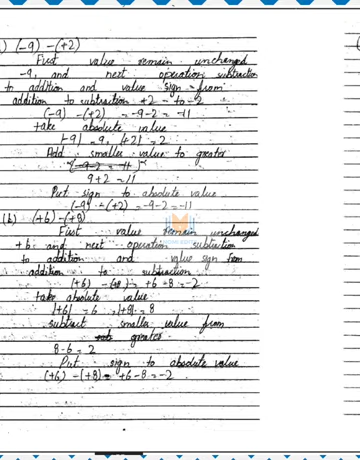 ) (-9) - (+2)
First value remain unchanged
-9, and next operation subtraction
to addition and value sign from
addition to subtraction +2 - to -2
(-9) - (+2) = -9-2 = -11
take absolute value
|-9| = 9, |+2| = 2
Add smaller value to greater
9+2 = 11
Put sign to absolute value
(-9) - (+2) = -9-2 = -11
(b) (+6) - (+8)
First value remain unchanged
+6 and next operation subtraction
to addition and value sign from
addition to subtraction
(+6) - (+8) = +6-8 = -2
take absolute value
|+6| = 6, |+8| = 8
subtract smaller value from
greater
8-6 = 2
Put sign to absolute value
(+6) - (+8) = +6-8 = -2